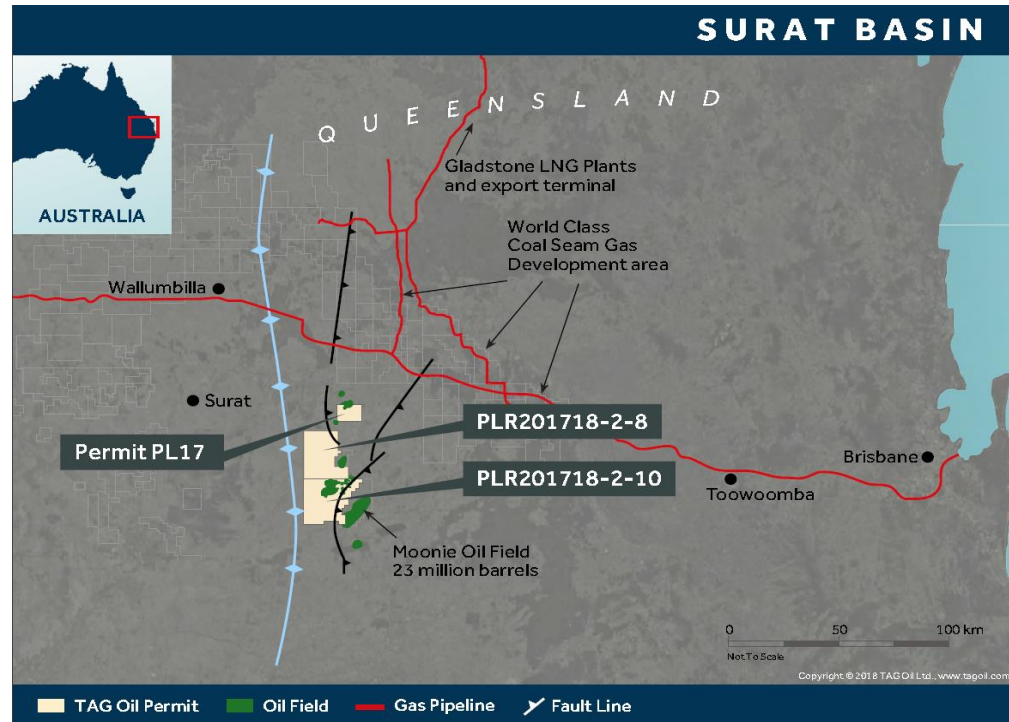 SURAT BASIN
AUSTRALIA
QUEENSLAND
Gladstone LNG Plants
and export terminal
World Class
Coal Seam Gas
Development area
Wallumbilla
Surat
Permit PL17
PLR201718-2-8
PLR201718-2-10
Brisbane
Toowoomba
Moonie Oil Field
23 million barrels
0 50 100 km
Not To Scale
Copyright © 2018 TAG Oil Ltd., www.tagoil.com
TAG Oil Permit Oil Field Gas Pipeline Fault Line